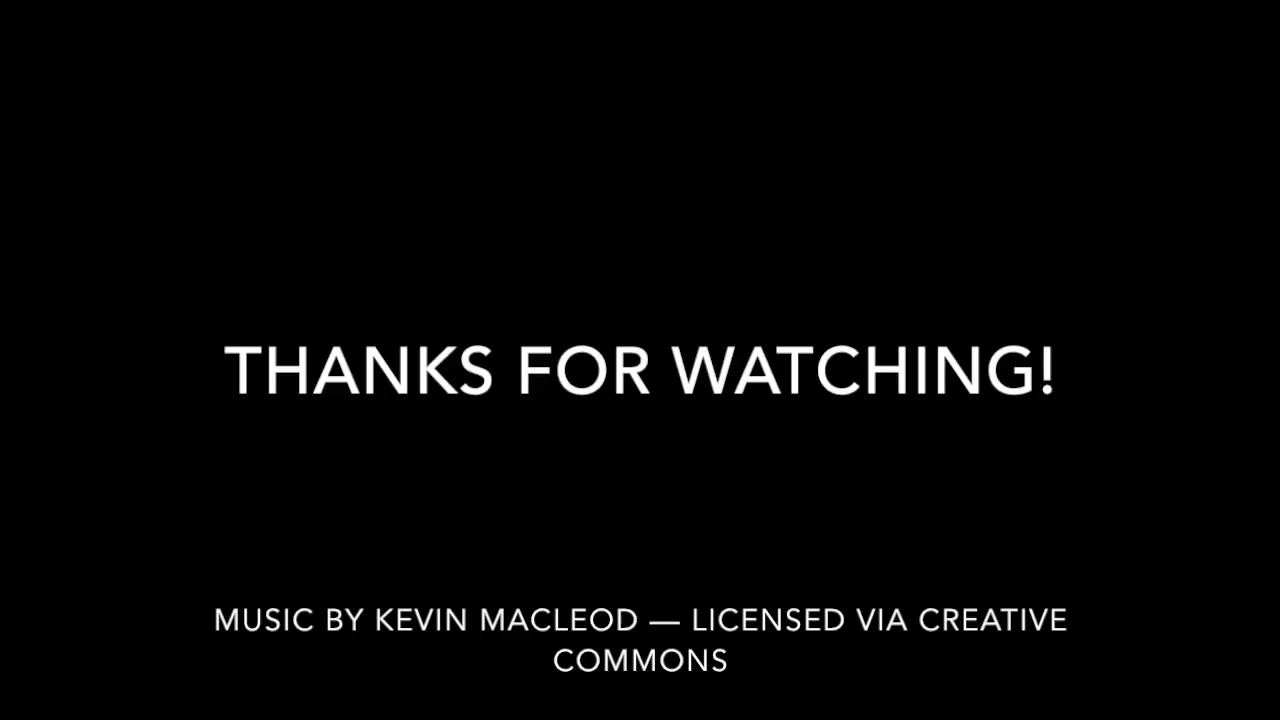 THANKS FOR WATCHING!
MUSIC BY KEVIN MACLEOD — LICENSED VIA CREATIVE
COMMONS